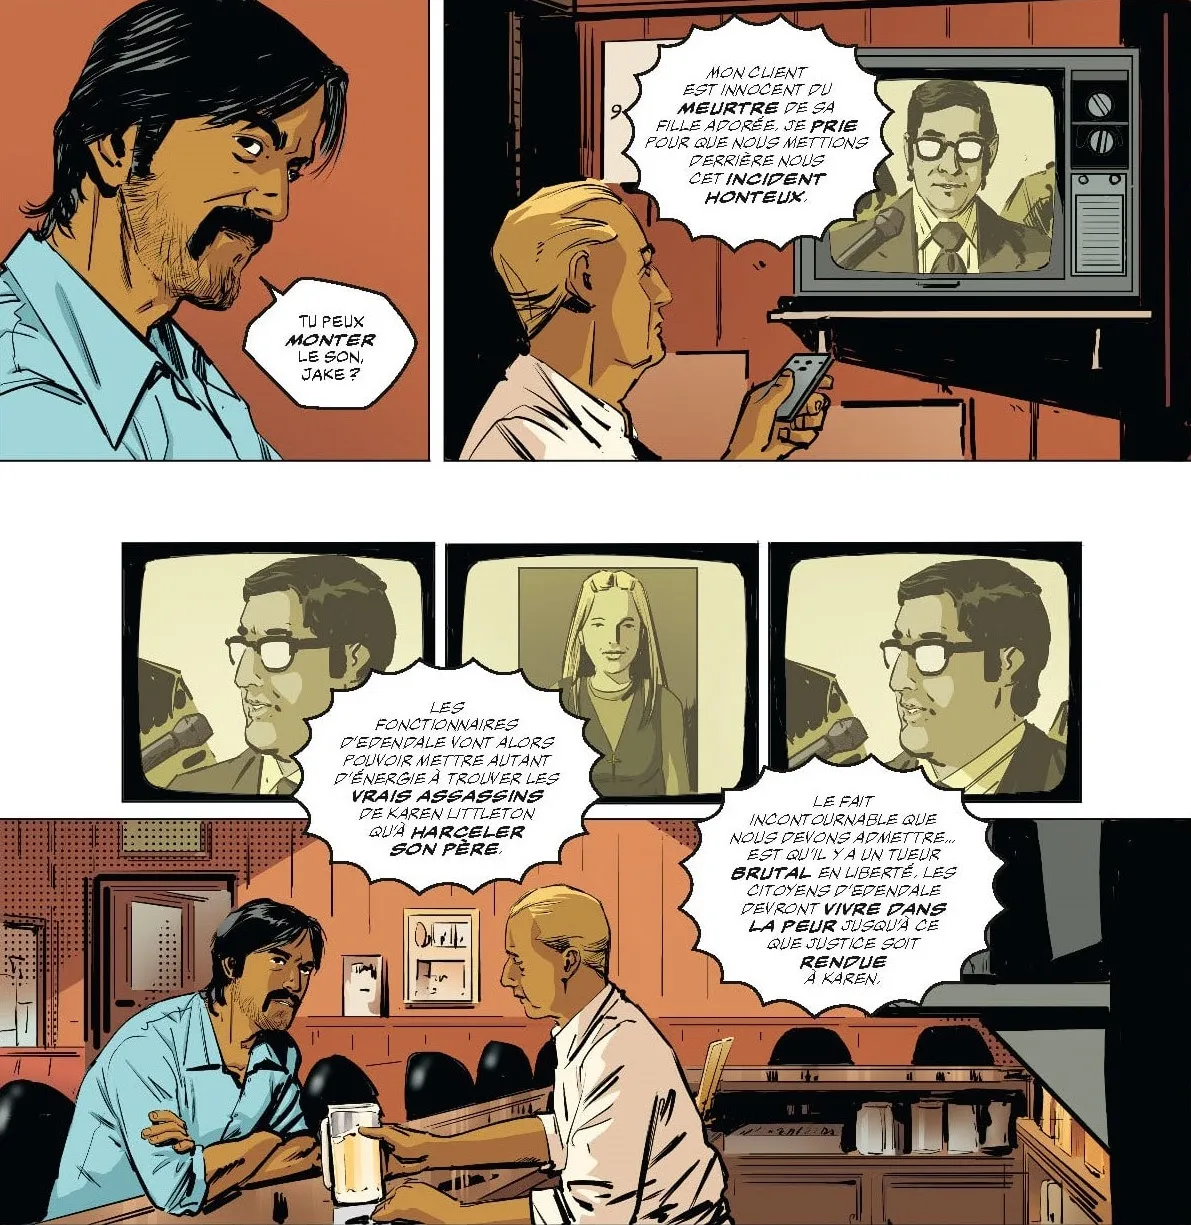 TU PEUX
MONTER
LE SON,
JAKE ?
MON CLIENT
EST INNOCENT DU
MEURTRE DE SA
FILLE ADORÉE. JE PRIE
POUR QUE NOUS METTIONS
DERRIÈRE NOUS
CET INCIDENT
HONTEUX.
9
LES
FONCTIONNAIRES
D'EDENDALE VONT ALORS
POUVOIR METTRE AUTANT
D'ÉNERGIE À TROUVER LES
VRAIS ASSASSINS
DE KAREN LITTLETON
QU'À HARCELER
SON PÈRE.
LE FAIT
INCONTOURNABLE QUE
NOUS DEVONS ADMETTRE...
EST QU'IL Y A UN TUEUR
BRUTAL EN LIBERTÉ. LES
CITOYENS D'EDENDALE
DEVRONT VIVRE DANS
LA PEUR JUSQU'À CE
QUE JUSTICE SOIT
RENDUE
À KAREN.